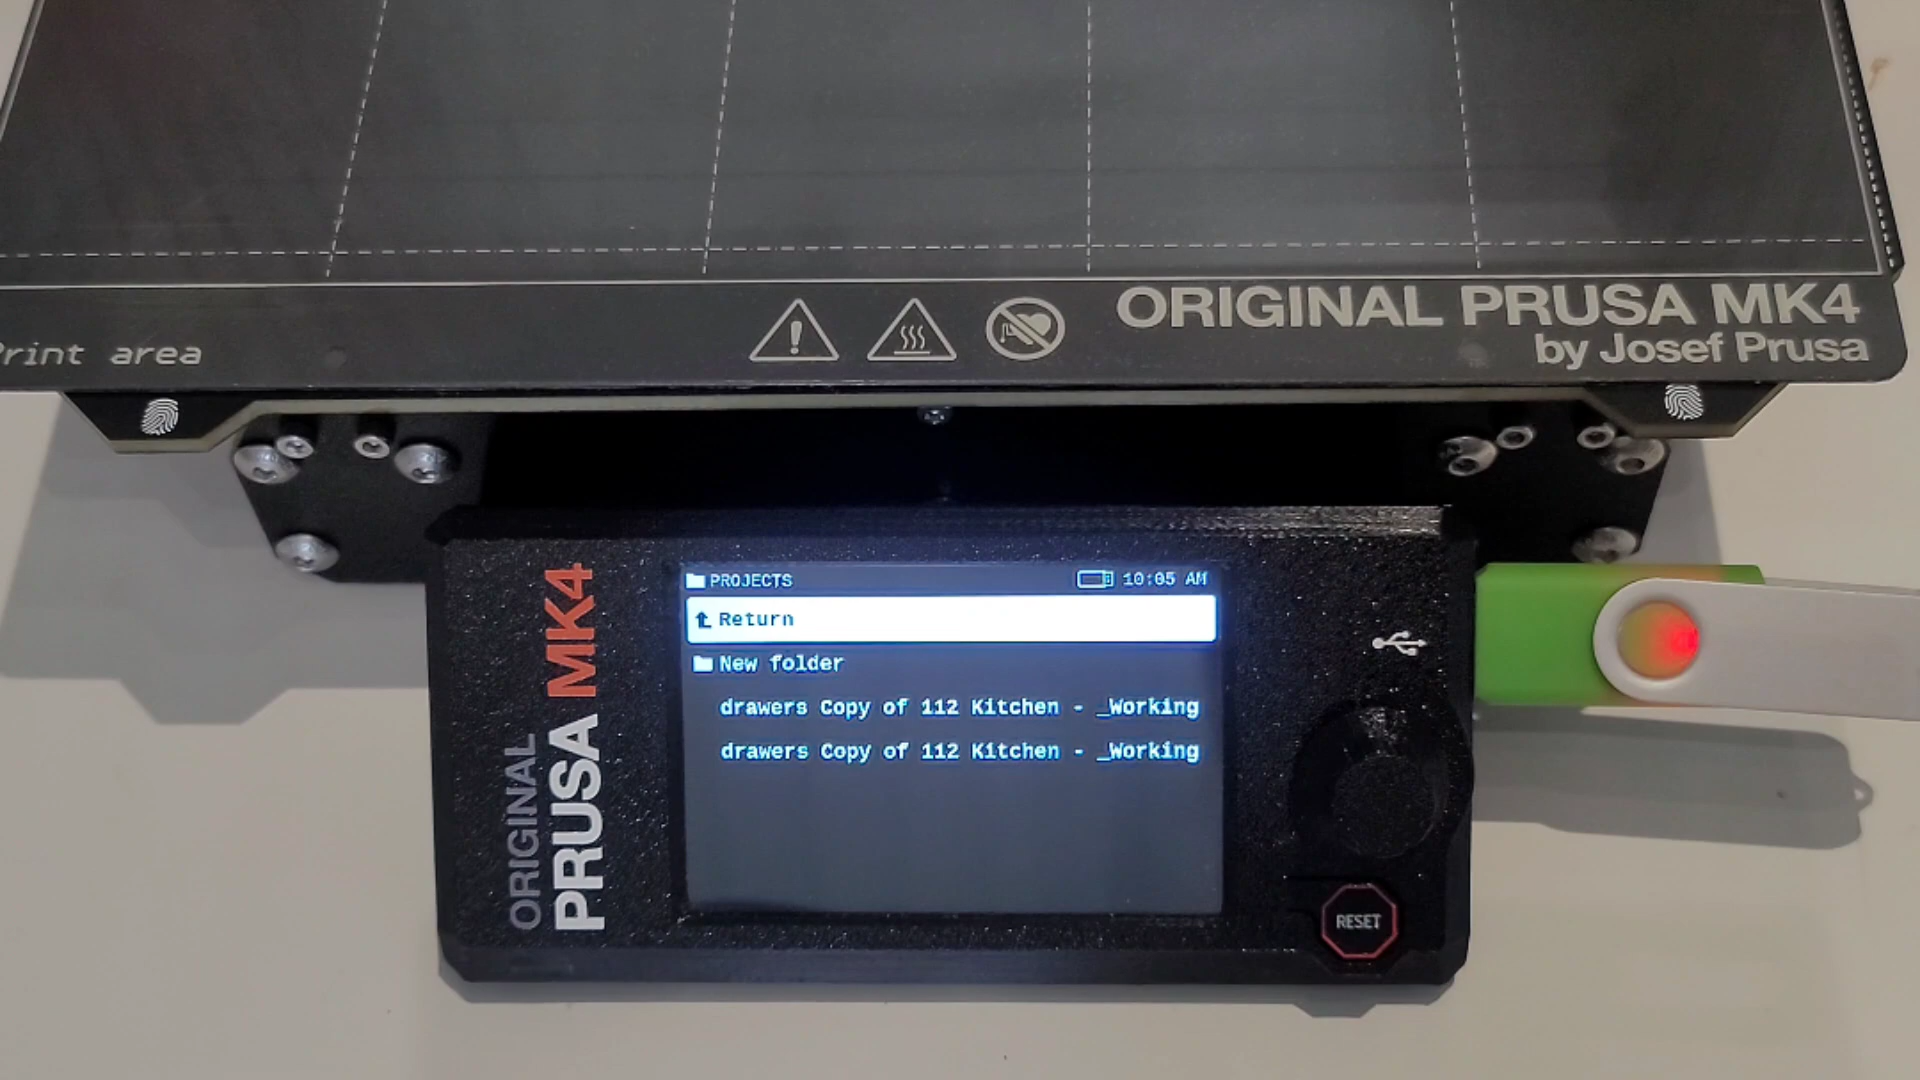 ORIGINAL PRUSA MK4
by Josef Prusa
Print area
ORIGINAL
PRUSA MK4
PROJECTS 10:05 AM
Return
New folder
drawers Copy of 112 Kitchen - _Working
drawers Copy of 112 Kitchen - _Working
RESET